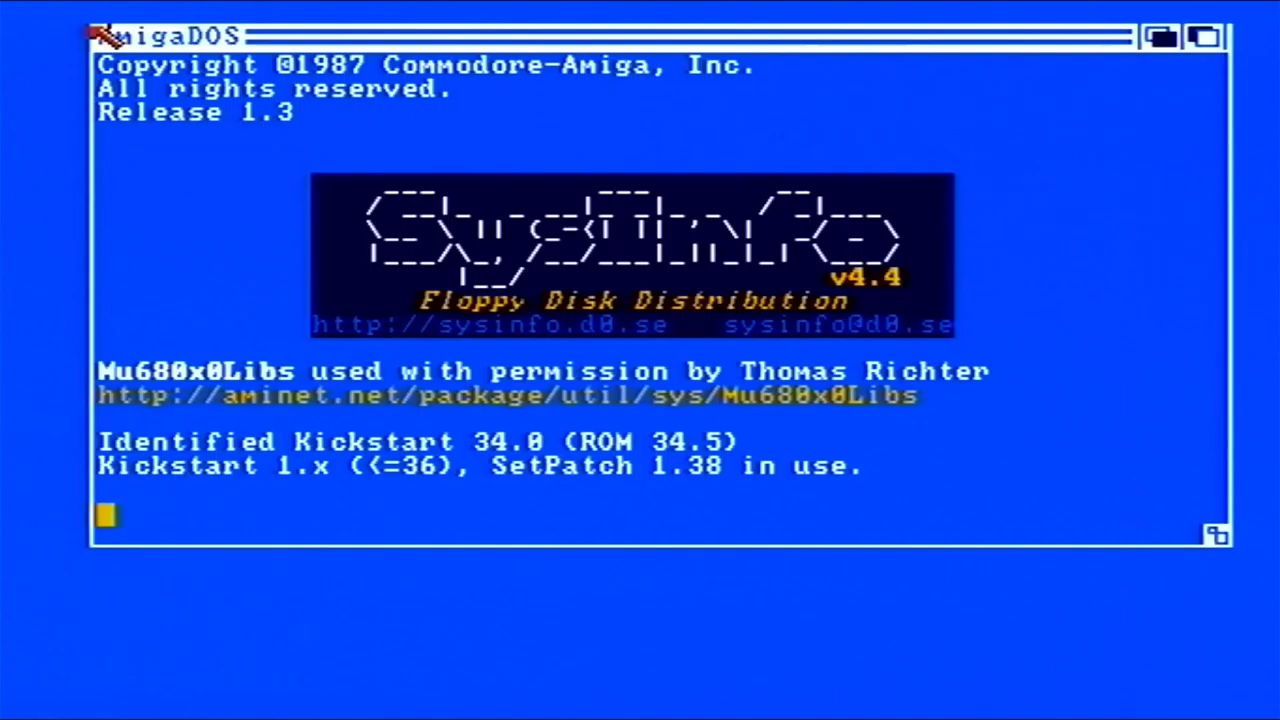 AmigaDOS
Copyright ©1987 Commodore-Amiga, Inc.
All rights reserved.
Release 1.3
SysInfo
v4.4
Floppy Disk Distribution
http://sysinfo.d0.se sysinfo@d0.se
Mu680x0Libs used with permission by Thomas Richter
http://aminet.net/package/util/sys/Mu680x0Libs
Identified Kickstart 34.0 (ROM 34.5)
Kickstart 1.x (<=36), SetPatch 1.38 in use.